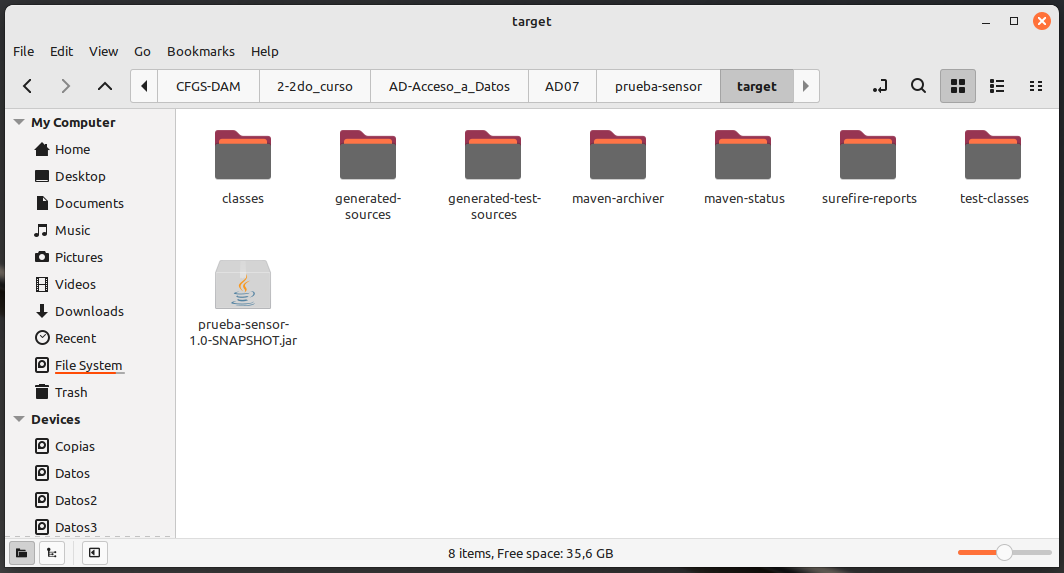 target
File Edit View Go Bookmarks Help
CFGS-DAM 2-2do_curso AD-Acceso_a_Datos AD07 prueba-sensor target
My Computer
Home
Desktop
Documents
Music
Pictures
Videos
Downloads
Recent
File System
Trash
Devices
Copias
Datos
Datos2
Datos3
classes
generated-
sources
generated-test-
sources
maven-archiver
maven-status
surefire-reports
test-classes
prueba-sensor-
1.0-SNAPSHOT.jar
8 items, Free space: 35,6 GB